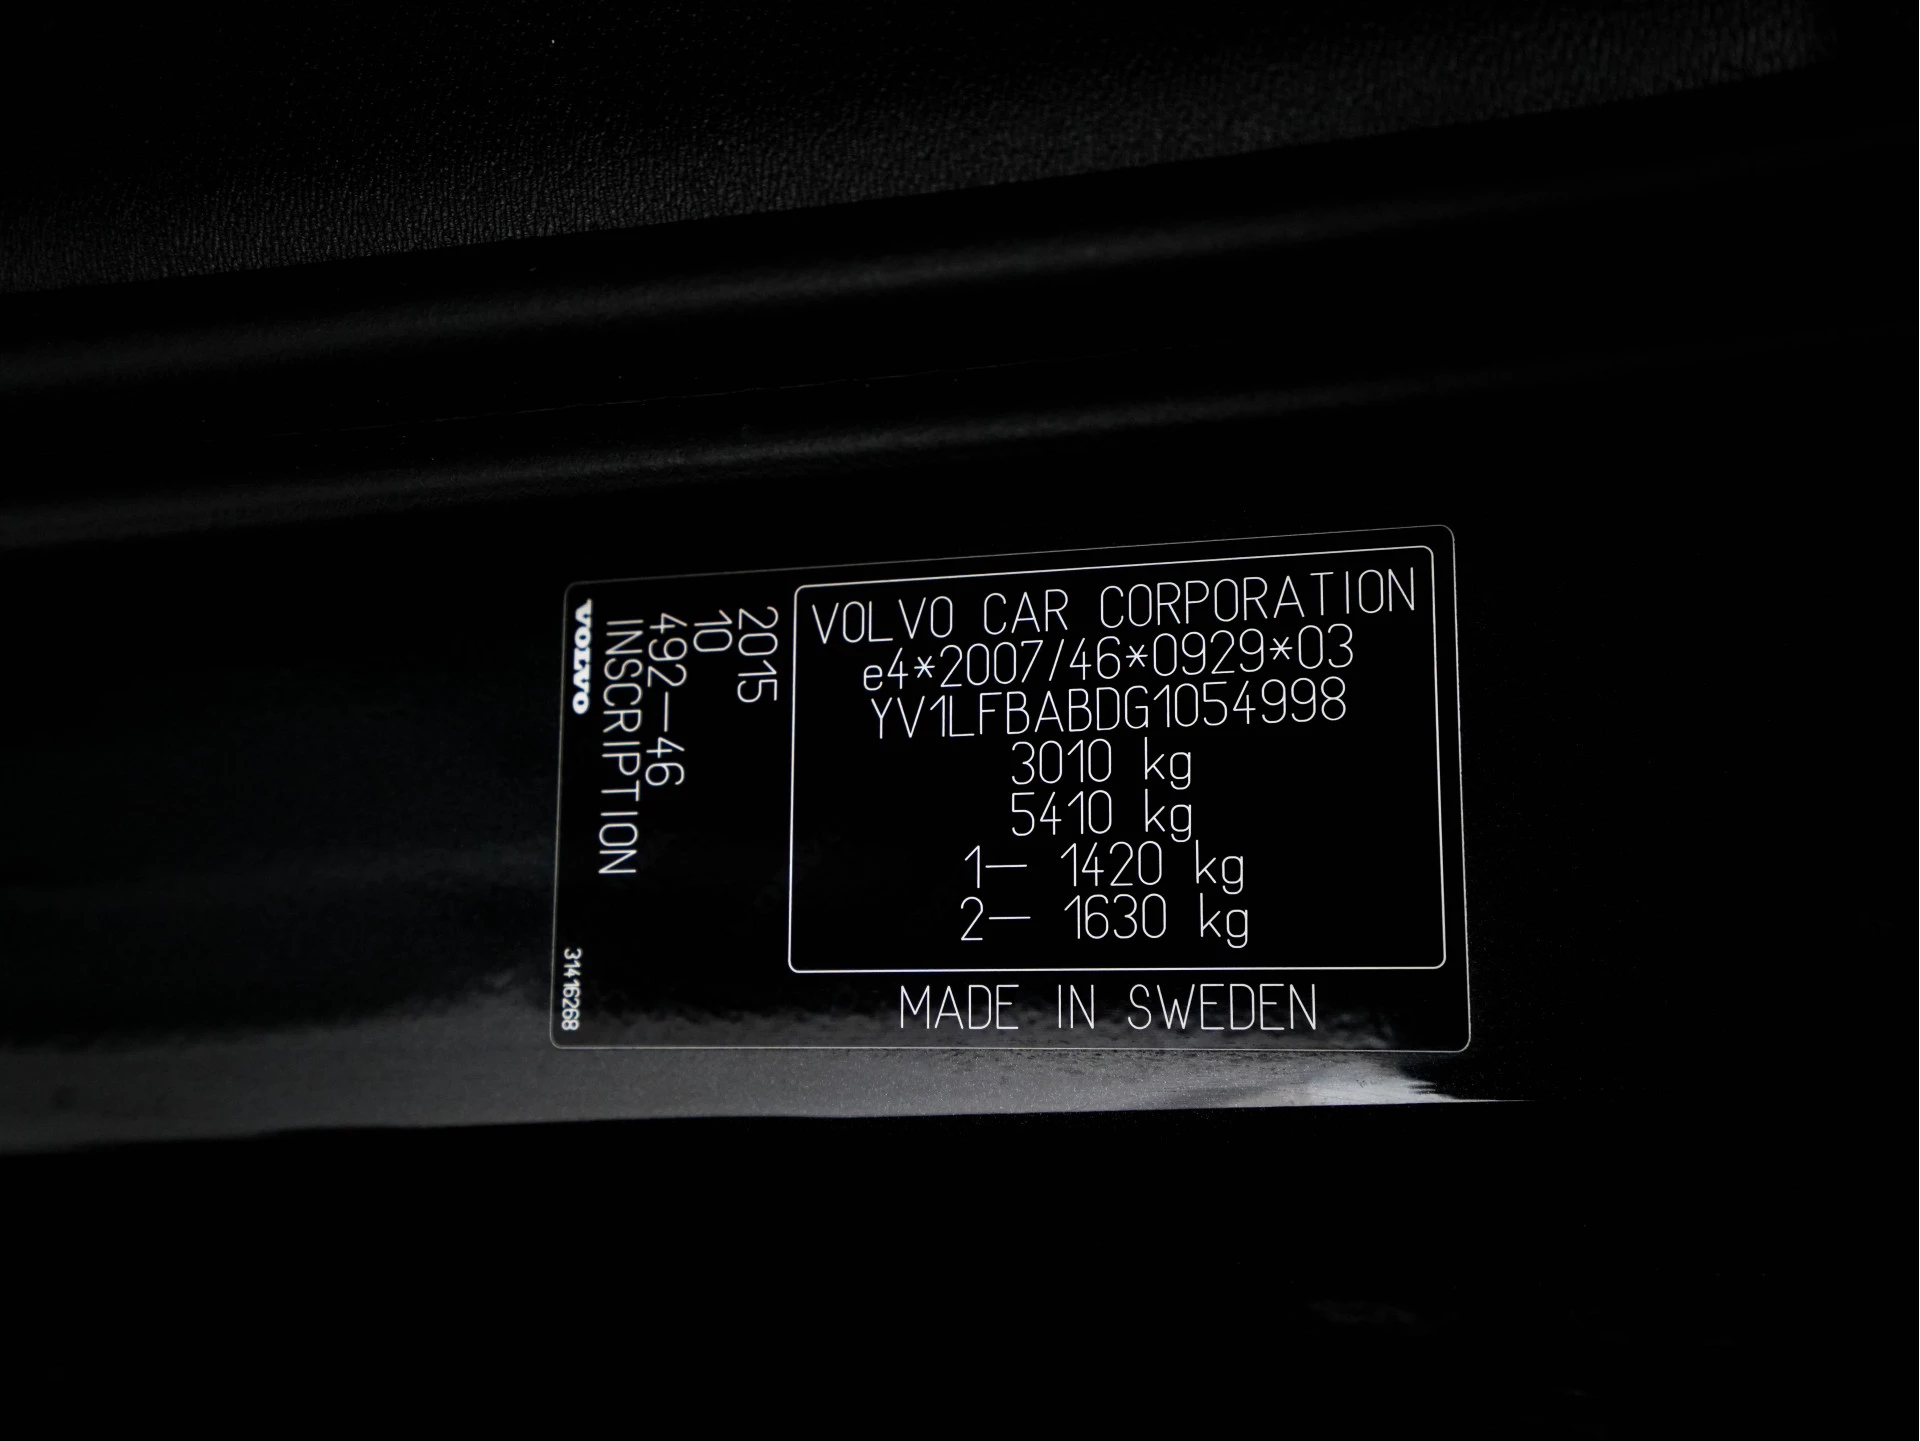 VOLVO CAR CORPORATION
e4*2007/46*0929*03
YV1LFBABDG1054998
3010 kg
5410 kg
1— 1420 kg
2— 1630 kg
MADE IN SWEDEN
2015
10
492—46
INSCRIPTION
VOLVO
31416268